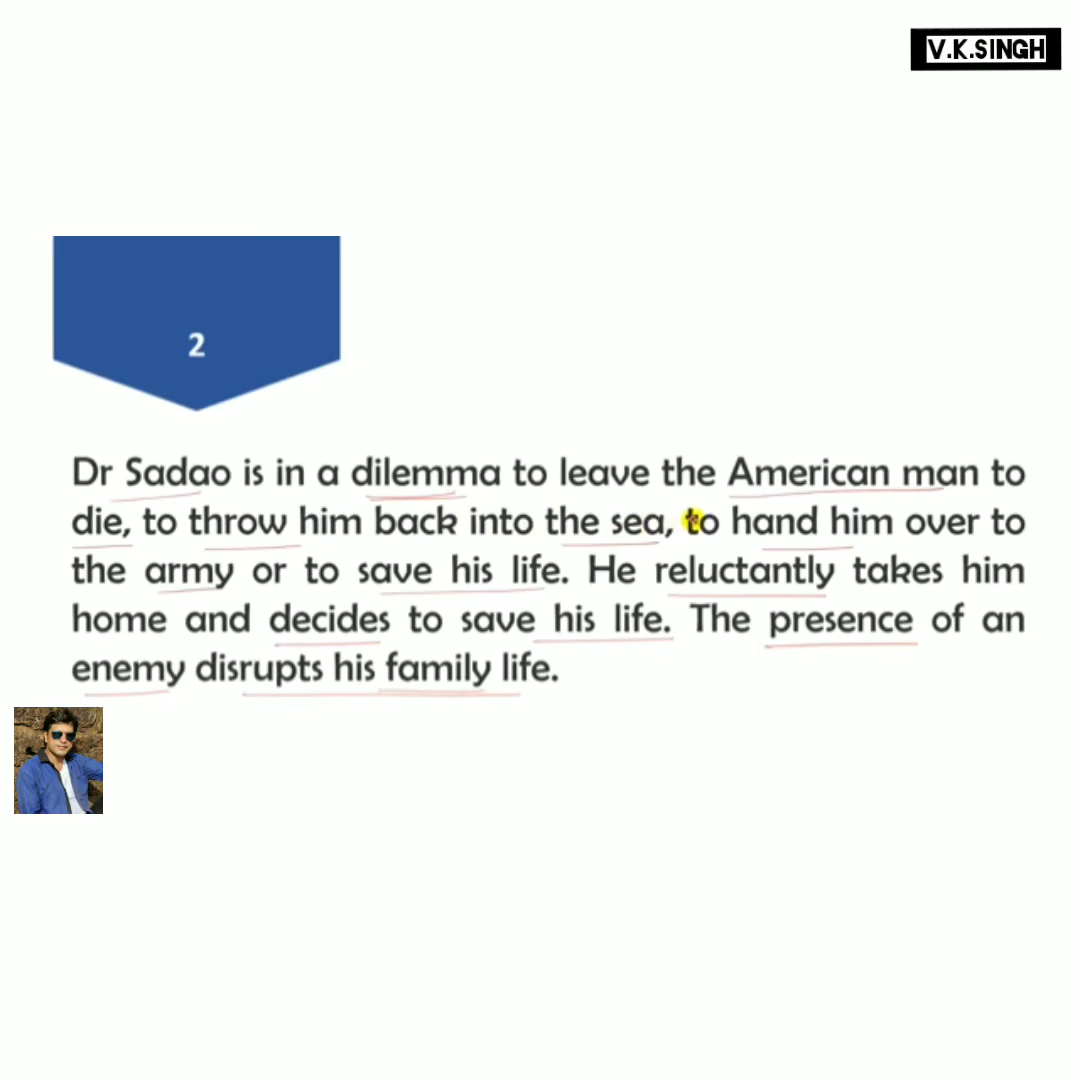 V.K.SINGH
2
Dr Sadao is in a dilemma to leave the American man to
die, to throw him back into the sea, to hand him over to
the army or to save his life. He reluctantly takes him
home and decides to save his life. The presence of an
enemy disrupts his family life.